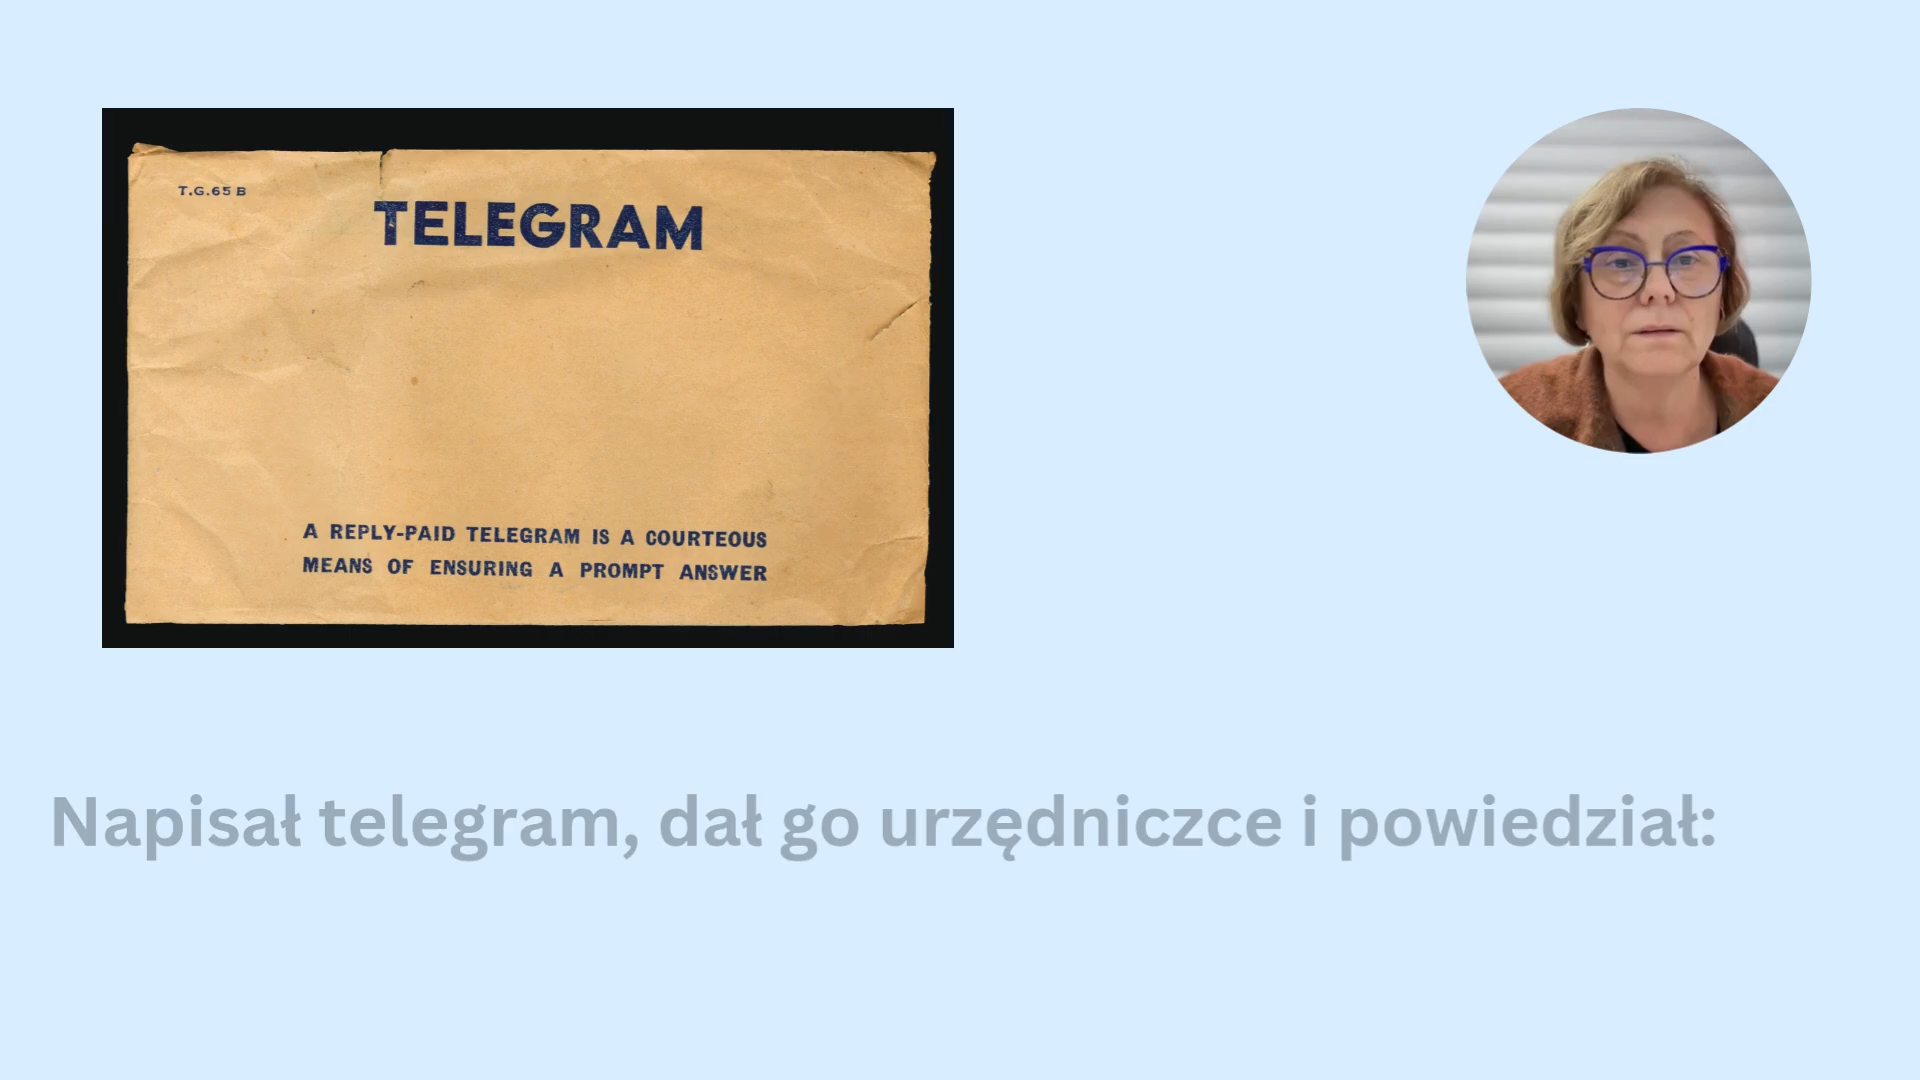 T.G.65 B
TELEGRAM
A REPLY-PAID TELEGRAM IS A COURTEOUS
MEANS OF ENSURING A PROMPT ANSWER
Napisał telegram, dał go urzędniczce i powiedział: